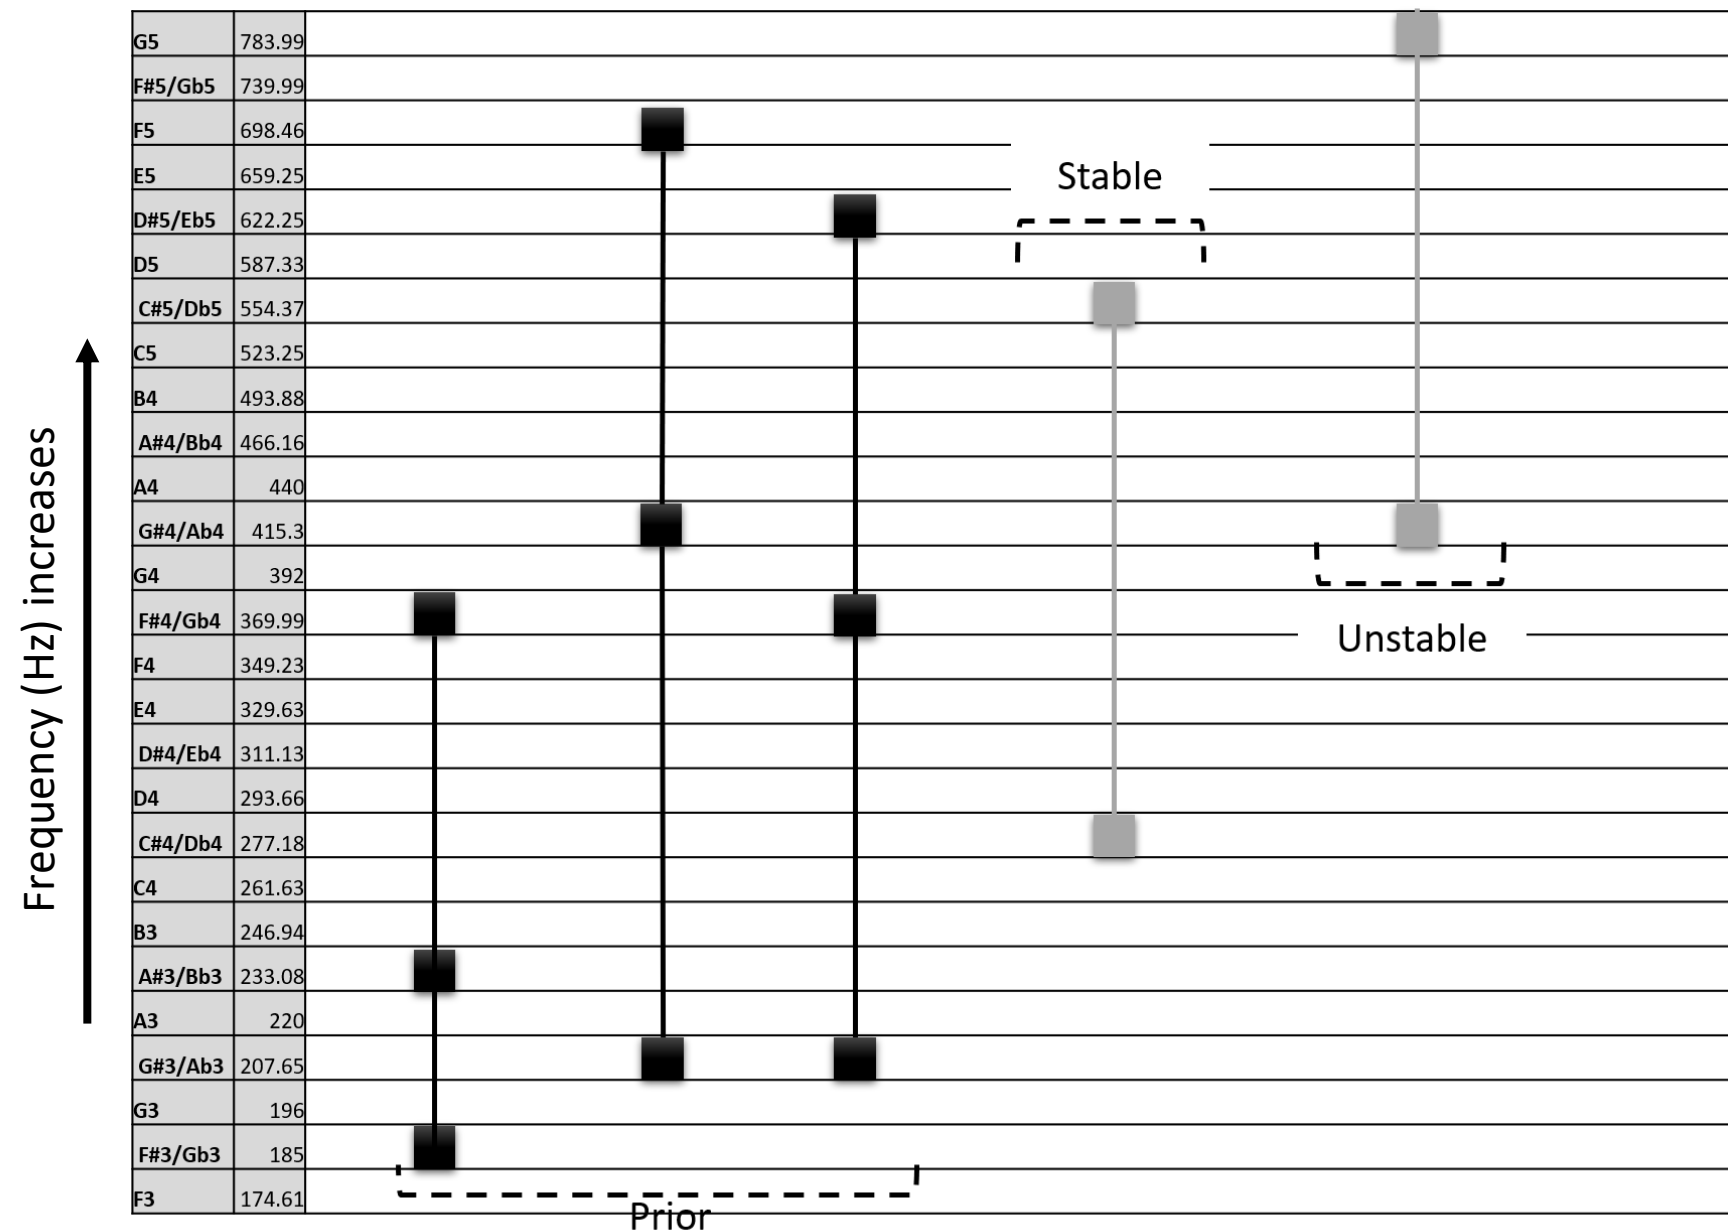 G5 783.99
F#5/Gb5 739.99
F5 698.46
E5 659.25
D#5/Eb5 622.25
D5 587.33
C#5/Db5 554.37
C5 523.25
B4 493.88
A#4/Bb4 466.16
A4 440
G#4/Ab4 415.3
G4 392
F#4/Gb4 369.99
F4 349.23
E4 329.63
D#4/Eb4 311.13
D4 293.66
C#4/Db4 277.18
C4 261.63
B3 246.94
A#3/Bb3 233.08
A3 220
G#3/Ab3 207.65
G3 196
F#3/Gb3 185
F3 174.61
Frequency (Hz) increases
Stable
Unstable
Prior